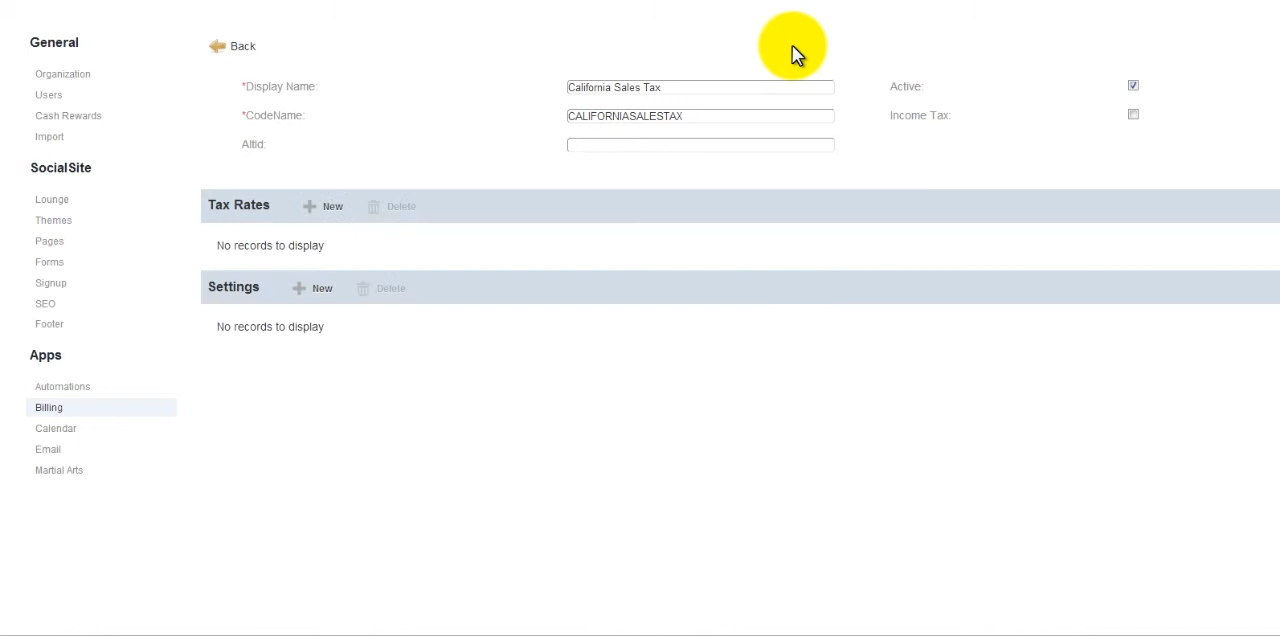 General
Organization
Users
Cash Rewards
Import
SocialSite
Lounge
Themes
Pages
Forms
Signup
SEO
Footer
Apps
Automations
Billing
Calendar
Email
Martial Arts
Back
*Display Name: California Sales Tax Active:
*CodeName: CALIFORNIASALESTAX Income Tax:
AltId:
Tax Rates New Delete
No records to display
Settings New Delete
No records to display